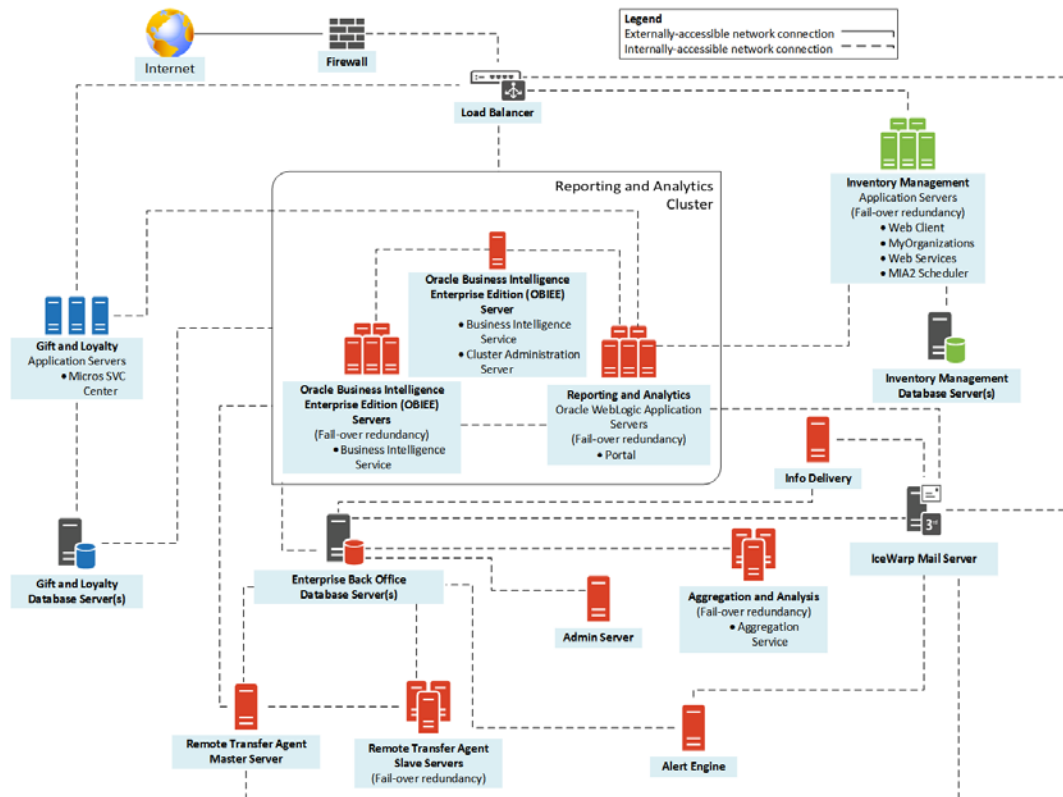 Legend
Externally-accessible network connection
Internally-accessible network connection
Internet
Firewall
Load Balancer
Reporting and Analytics
Cluster
Inventory Management
Application Servers
(Fail-over redundancy)
• Web Client
• MyOrganizations
• Web Services
• MIA2 Scheduler
Oracle Business Intelligence
Enterprise Edition (OBIEE)
Server
• Business Intelligence
Service
• Cluster Administration
Server
Gift and Loyalty
Application Servers
• Micros SVC
Center
Inventory Management
Database Server(s)
Oracle Business Intelligence
Enterprise Edition (OBIEE)
Servers
(Fail-over redundancy)
• Business Intelligence
Service
Reporting and Analytics
Oracle WebLogic Application
Servers
(Fail-over redundancy)
• Portal
Info Delivery
3rd
IceWarp Mail Server
Gift and Loyalty
Database Server(s)
Enterprise Back Office
Database Server(s)
Admin Server
Aggregation and Analysis
(Fail-over redundancy)
• Aggregation
Service
Remote Transfer Agent
Master Server
Remote Transfer Agent
Slave Servers
(Fail-over redundancy)
Alert Engine